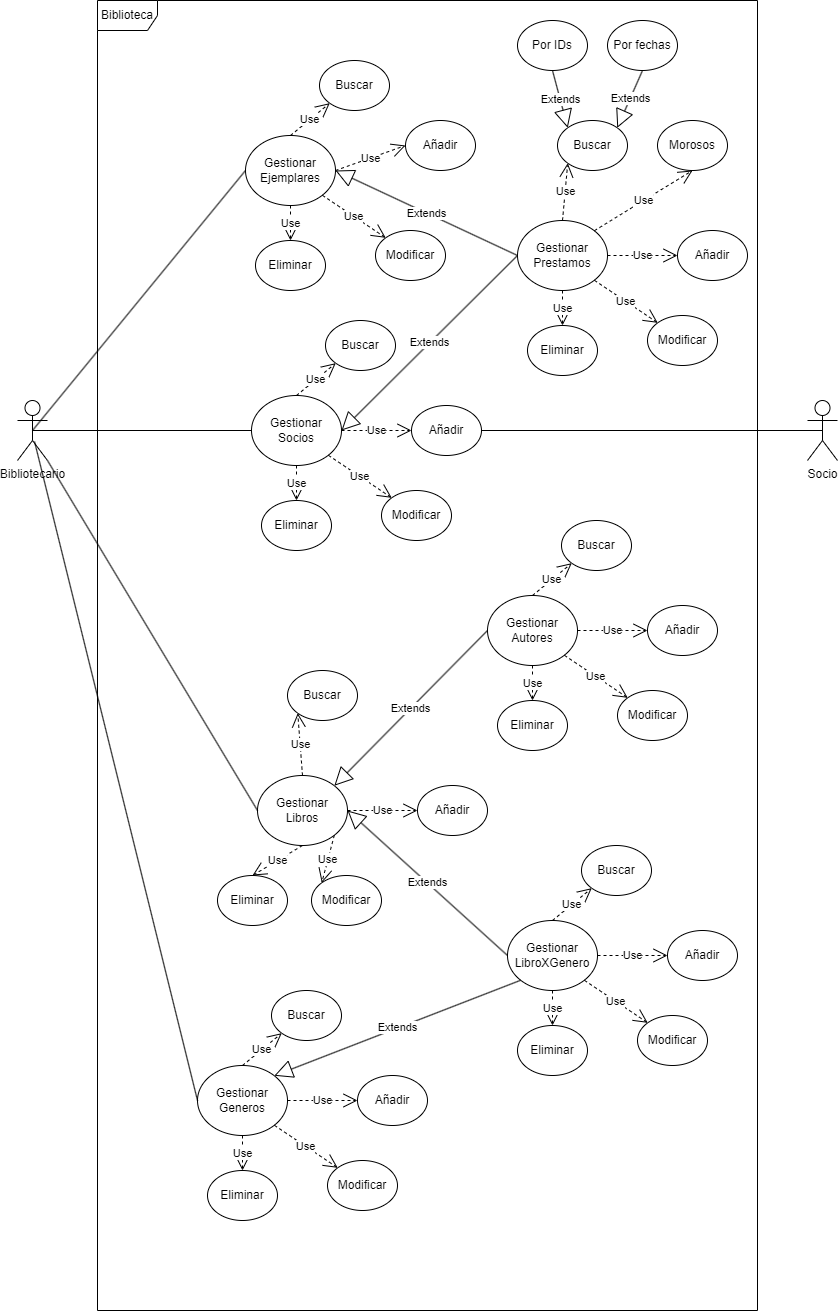 Biblioteca
Por IDs
Por fechas
Extends
Extends
Buscar
Use
Gestionar
Ejemplares
Use
Añadir
Use
Eliminar
Use
Modificar
Extends
Buscar
Use
Morosos
Use
Gestionar
Prestamos
Use
Añadir
Use
Eliminar
Use
Modificar
Extends
Buscar
Use
Gestionar
Socios
Use
Añadir
Use
Eliminar
Use
Modificar
Bibliotecario
Socio
Buscar
Use
Gestionar
Autores
Use
Añadir
Use
Eliminar
Use
Modificar
Extends
Buscar
Use
Gestionar
Libros
Use
Añadir
Use
Eliminar
Use
Modificar
Extends
Buscar
Use
Gestionar
LibroXGenero
Use
Añadir
Use
Eliminar
Use
Modificar
Extends
Buscar
Use
Gestionar
Generos
Use
Añadir
Use
Eliminar
Use
Modificar